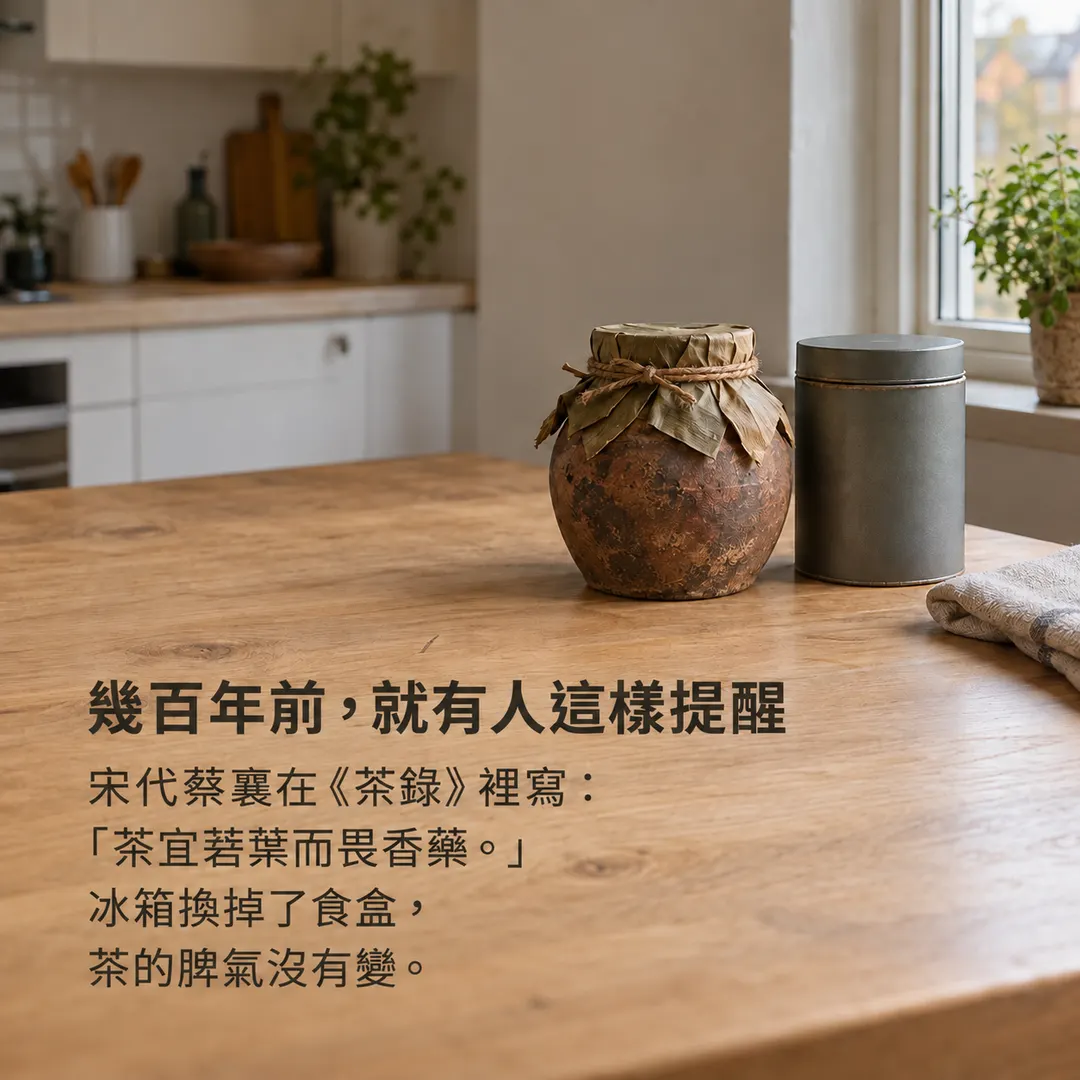 幾百年前，就有人這樣提醒
宋代蔡襄在《茶錄》裡寫：
「茶宜若葉而畏香藥。」
冰箱換掉了食盒，
茶的脾氣沒有變。